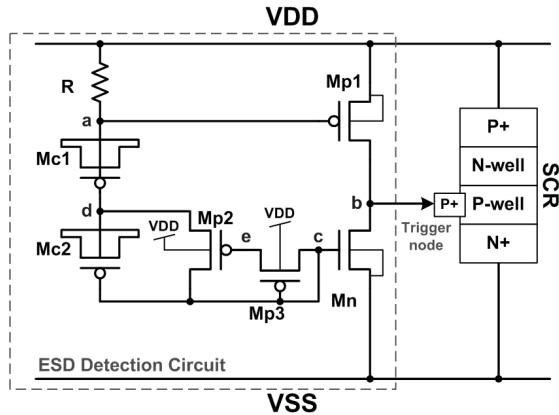 VDD
R
Mp1
a
Mc1
P+
N-well
SCR
d
Mp2
b
P+
P-well
VDD
VDD
Mc2
e
c
Trigger
node
N+
Mp3
Mn
ESD Detection Circuit
VSS